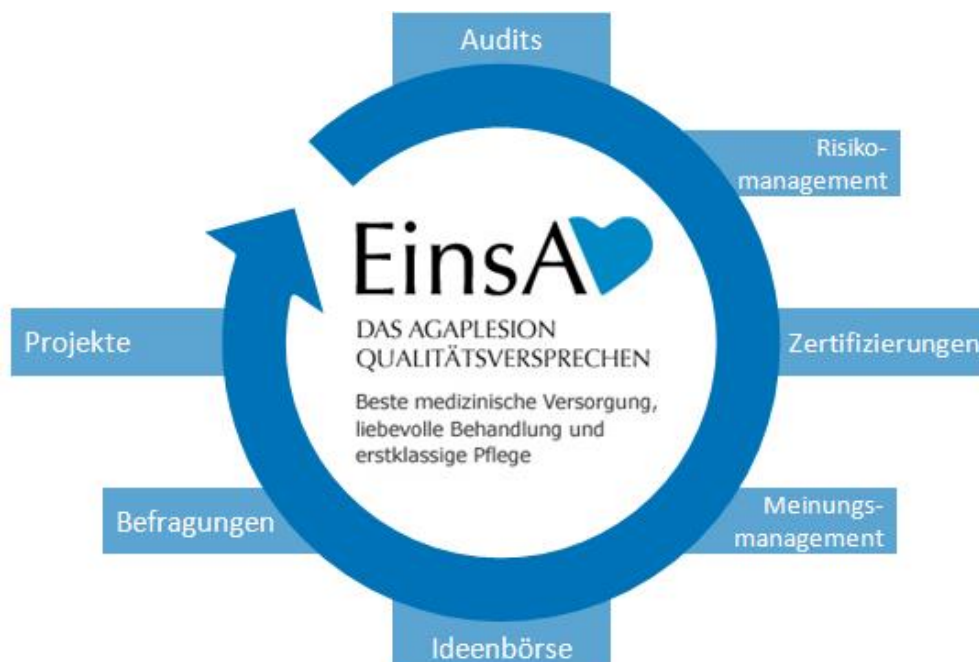 Audits
Risiko-
management
Zertifizierungen
Meinungs-
management
Ideenbörse
Befragungen
Projekte
EinsA
DAS AGAPLESION
QUALITÄTSVERSPRECHEN
Beste medizinische Versorgung,
liebevolle Behandlung und
erstklassige Pflege